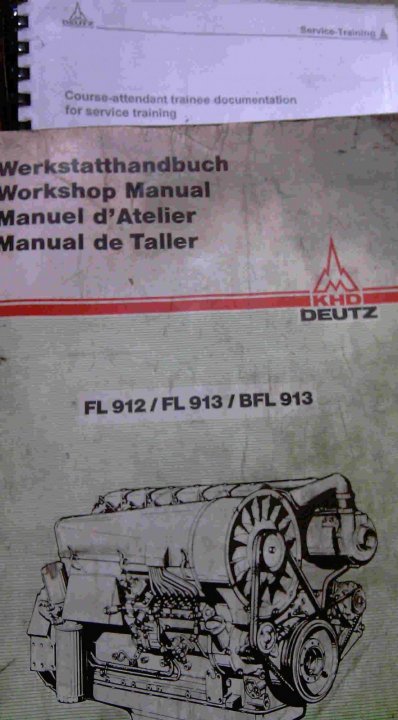 DEUTZ
Service-Training
Course-attendant trainee documentation
for service training
Werkstatthandbuch
Workshop Manual
Manuel d'Atelier
Manual de Taller
KHD
DEUTZ
FL 912 / FL 913 / BFL 913